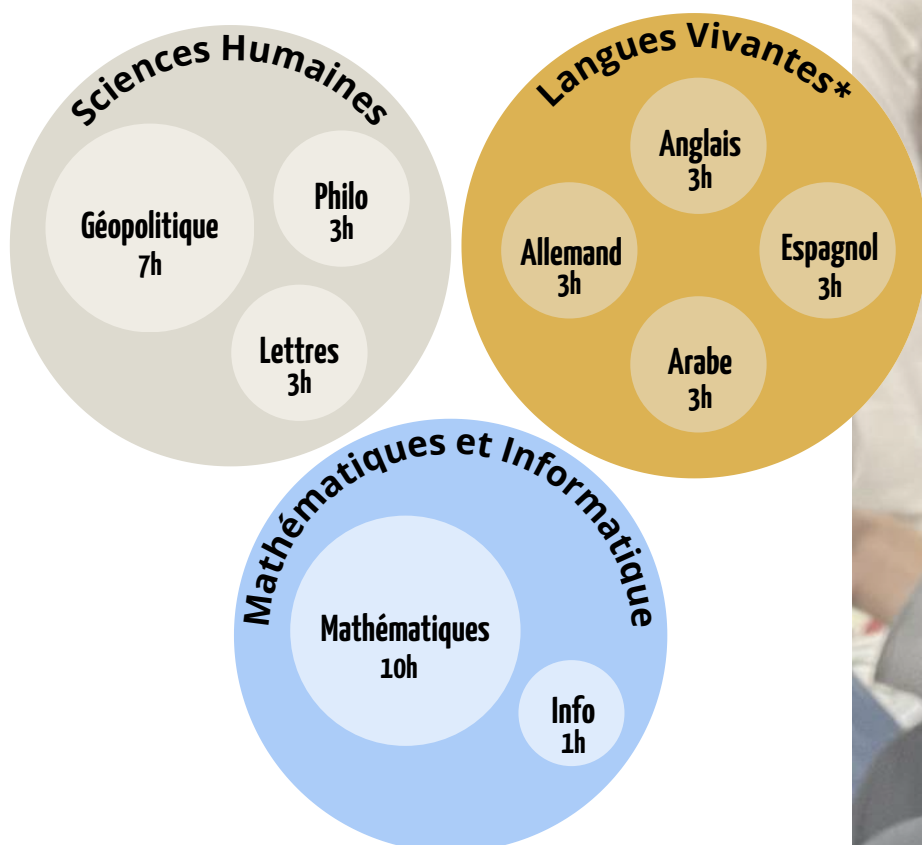 Sciences Humaines
Géopolitique
7h
Philo
3h
Lettres
3h
Langues Vivantes*
Anglais
3h
Allemand
3h
Espagnol
3h
Arabe
3h
Mathématiques et Informatique
Mathématiques
10h
Info
1h